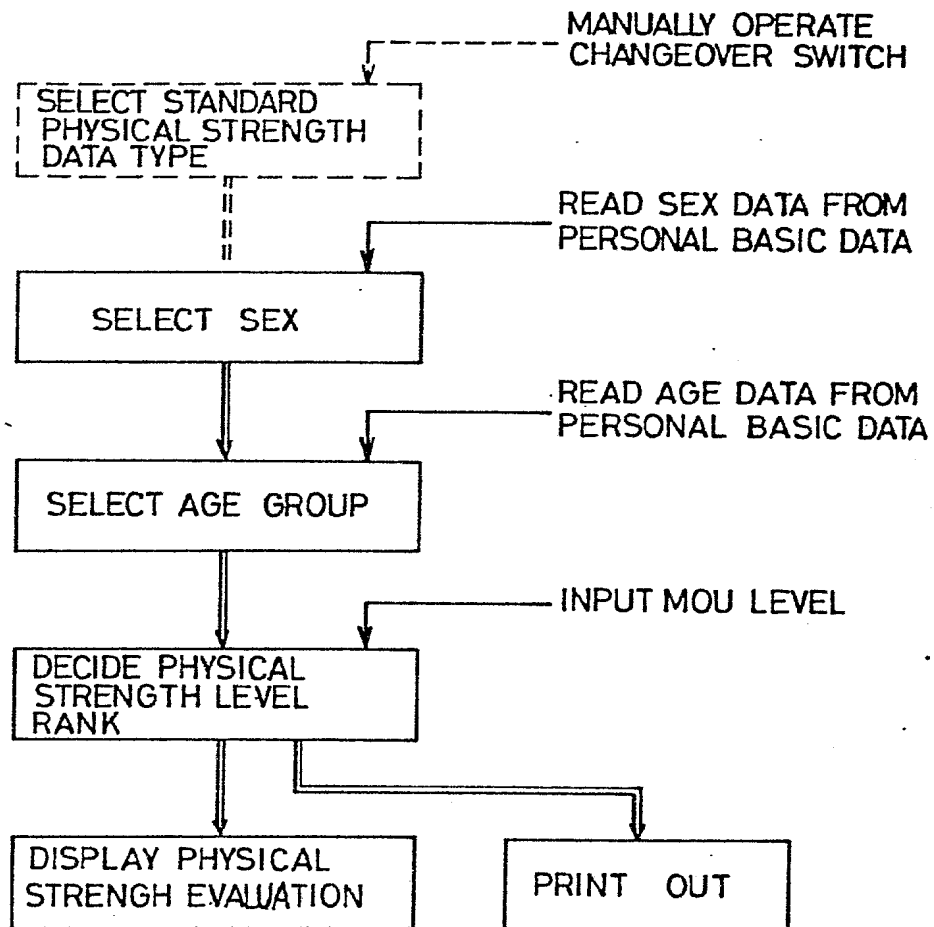 MANUALLY OPERATE
CHANGEOVER SWITCH
SELECT STANDARD
PHYSICAL STRENGTH
DATA TYPE
READ SEX DATA FROM
PERSONAL BASIC DATA
SELECT SEX
READ AGE DATA FROM
PERSONAL BASIC DATA
SELECT AGE GROUP
INPUT MOU LEVEL
DECIDE PHYSICAL
STRENGTH LEVEL
RANK
DISPLAY PHYSICAL
STRENGH EVALUATION
PRINT OUT